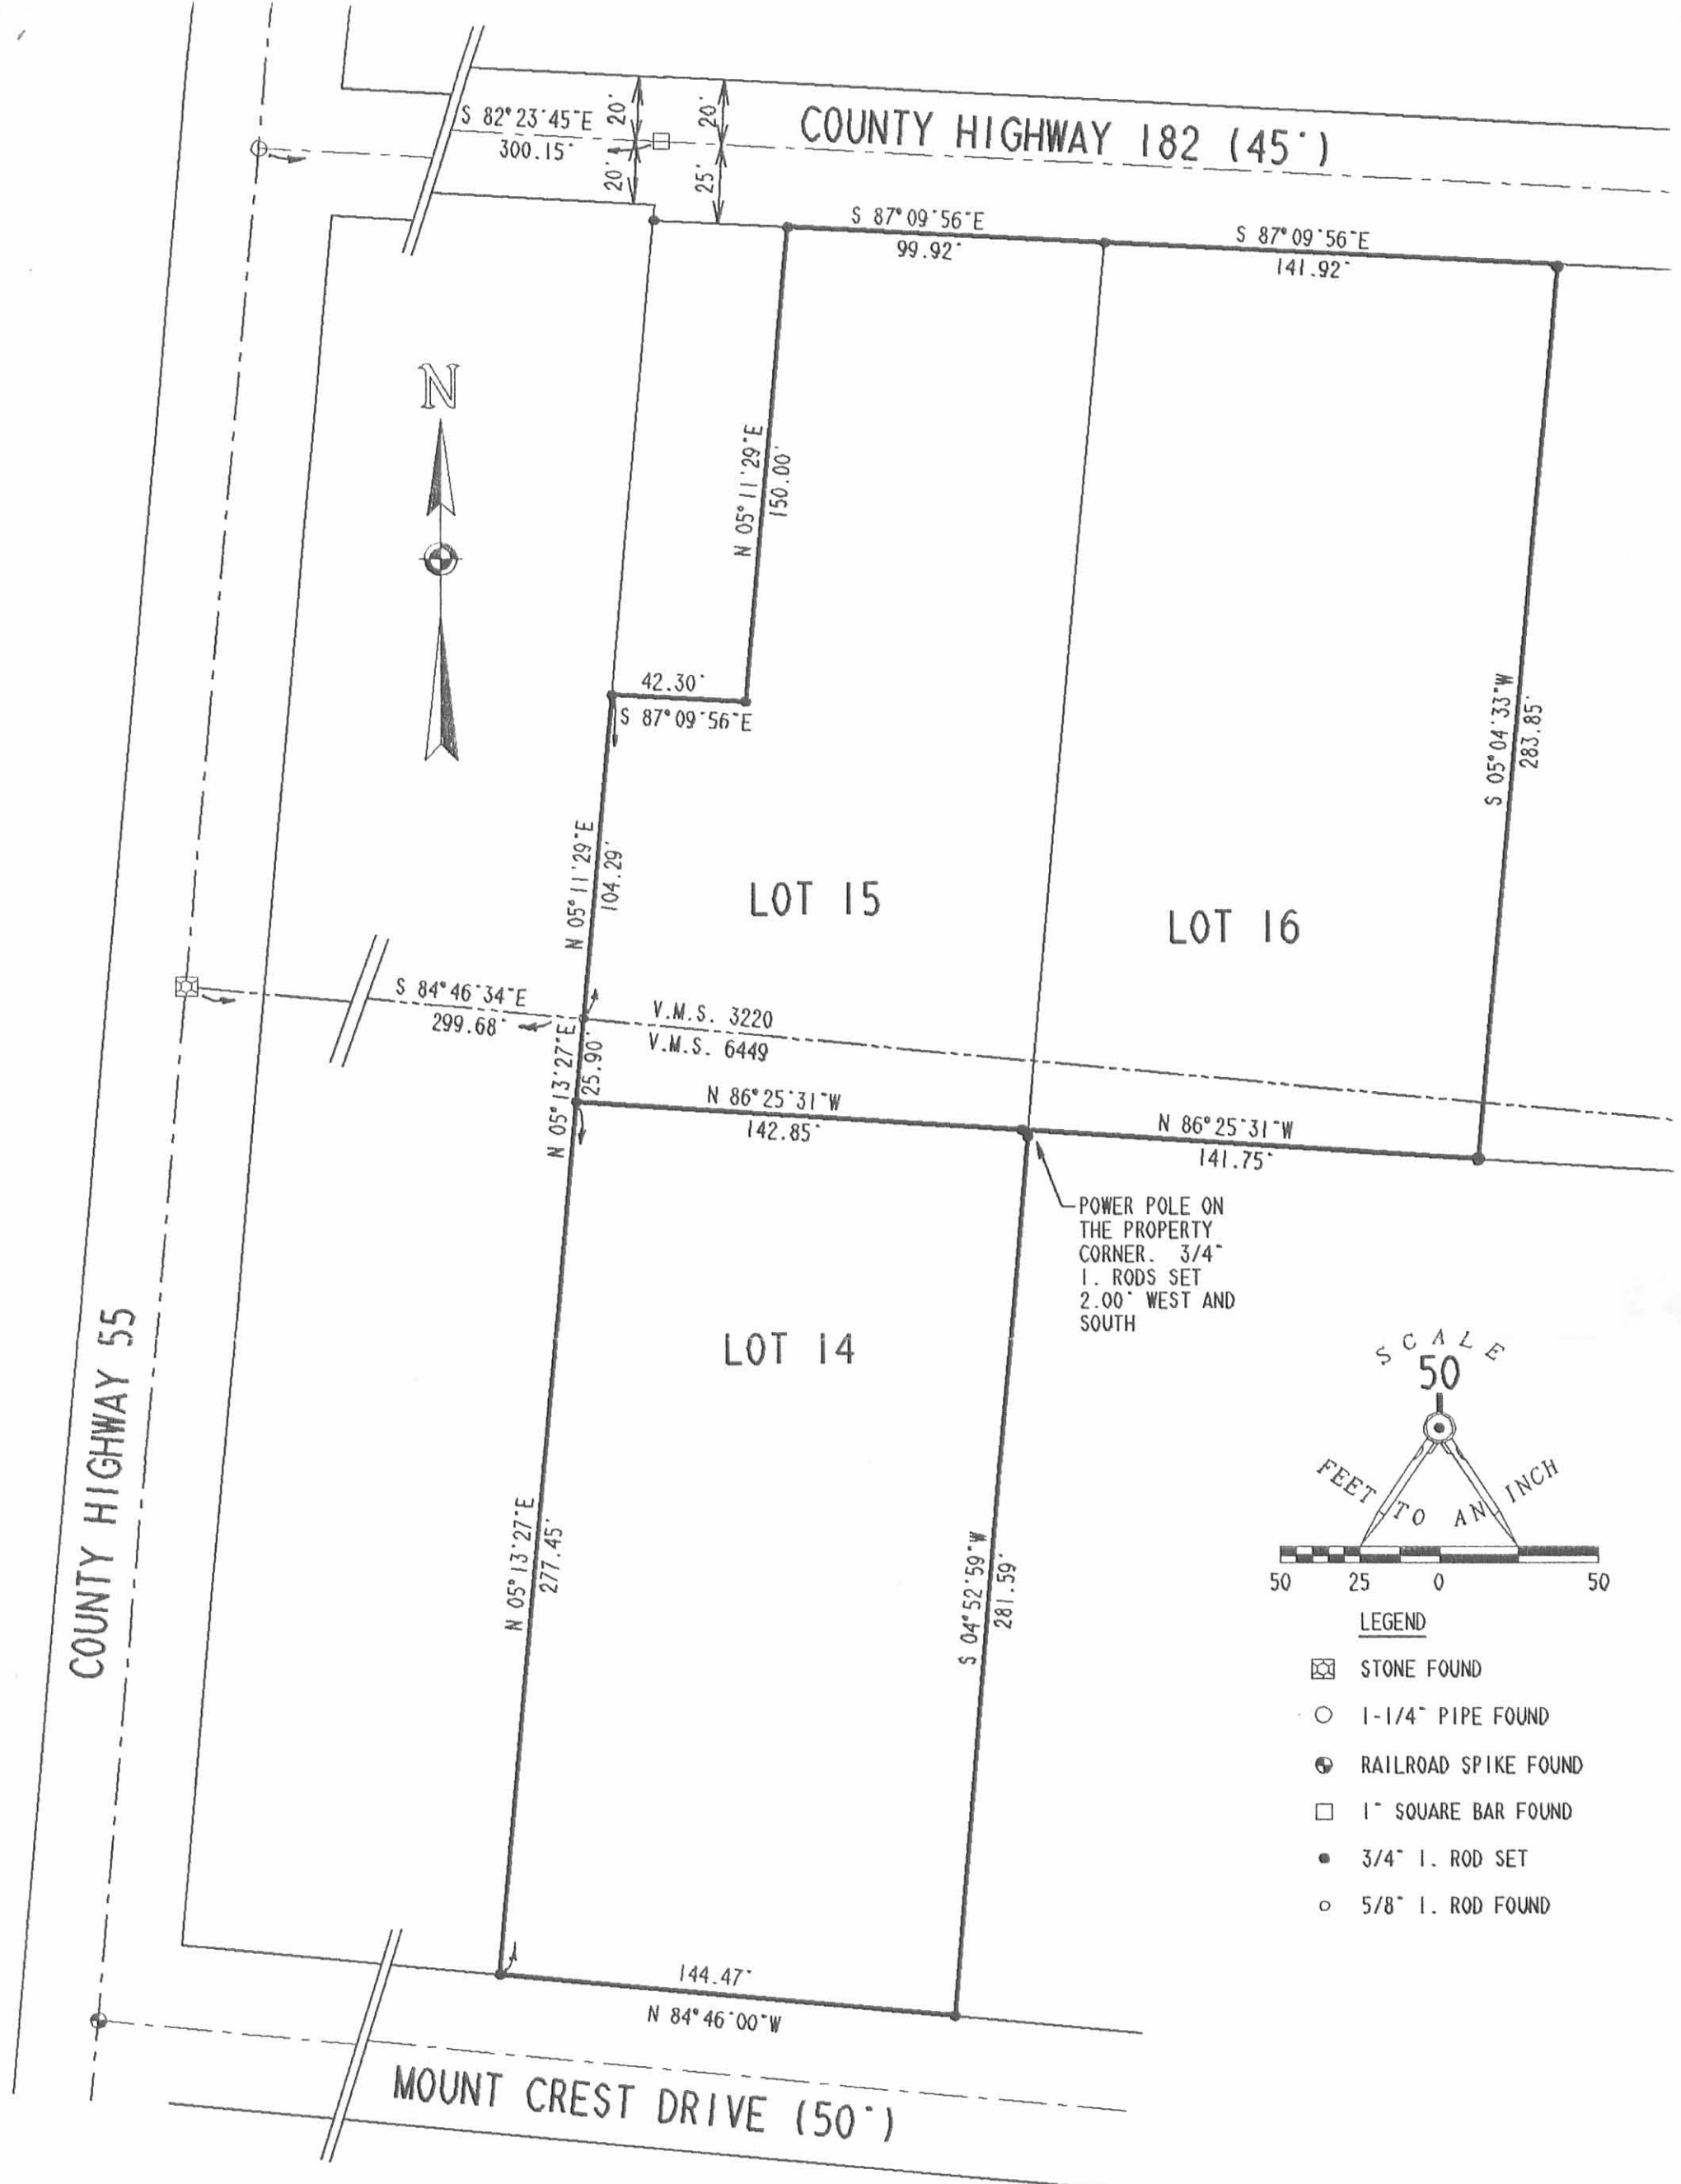 S 82° 23'45"E
300.15'
20'
20'
20'
25'
COUNTY HIGHWAY 182 (45')
S 87° 09'56"E
99.92'
S 87° 09'56"E
141.92'
N
N 05° 11'29"E
150.00'
42.30'
S 87° 09'56"E
S 05° 04'33"W
283.85'
N 05° 11'29"E
104.29'
LOT 15
LOT 16
S 84° 46'34"E
299.68'
V.M.S. 3220
V.M.S. 6449
N 05° 13'27"E
25.90'
N 86° 25'31"W
142.85'
N 86° 25'31"W
141.75'
POWER POLE ON
THE PROPERTY
CORNER. 3/4"
I. RODS SET
2.00' WEST AND
SOUTH
LOT 14
COUNTY HIGHWAY 55
N 05° 13'27"E
277.45'
S 04° 52'59"W
281.59'
SCALE
50
FEET TO AN INCH
50 25 0 50
LEGEND
STONE FOUND
1-1/4" PIPE FOUND
RAILROAD SPIKE FOUND
1" SQUARE BAR FOUND
3/4" I. ROD SET
5/8" I. ROD FOUND
144.47'
N 84° 46'00"W
MOUNT CREST DRIVE (50')